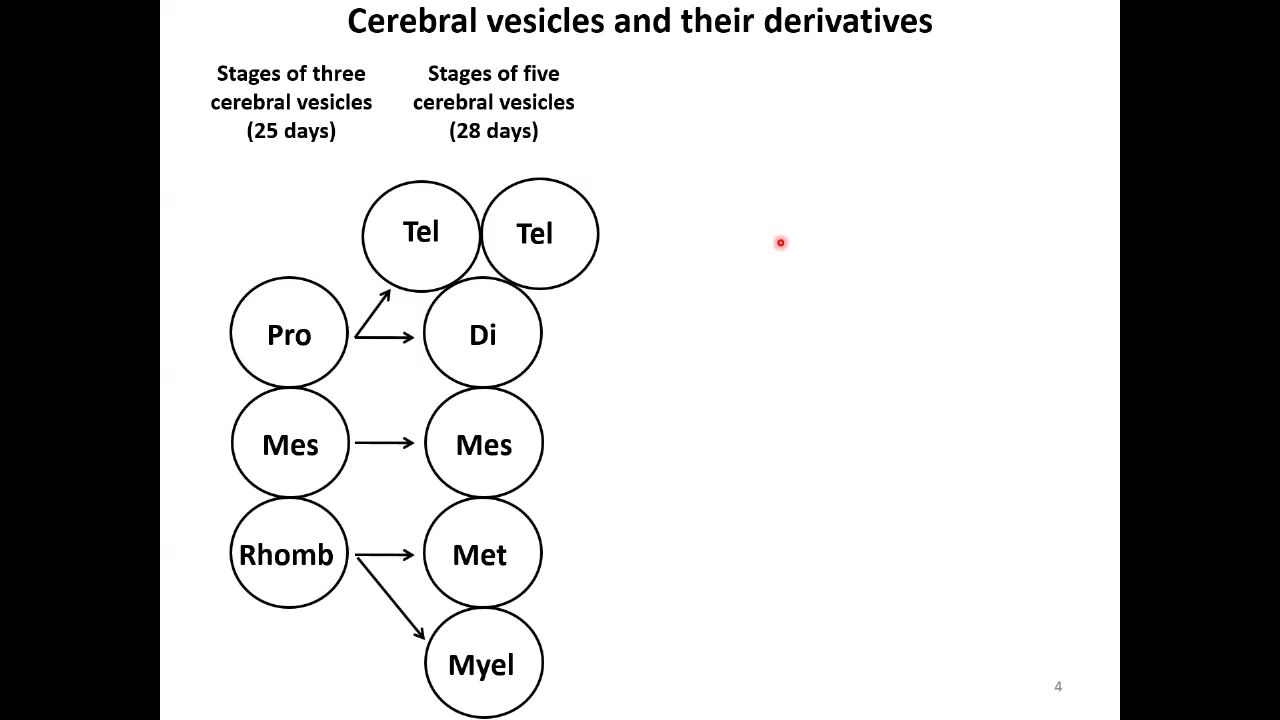 Cerebral vesicles and their derivatives
Stages of three
cerebral vesicles
(25 days)
Stages of five
cerebral vesicles
(28 days)
Tel
Tel
Pro
Di
Mes
Mes
Rhomb
Met
Myel
4